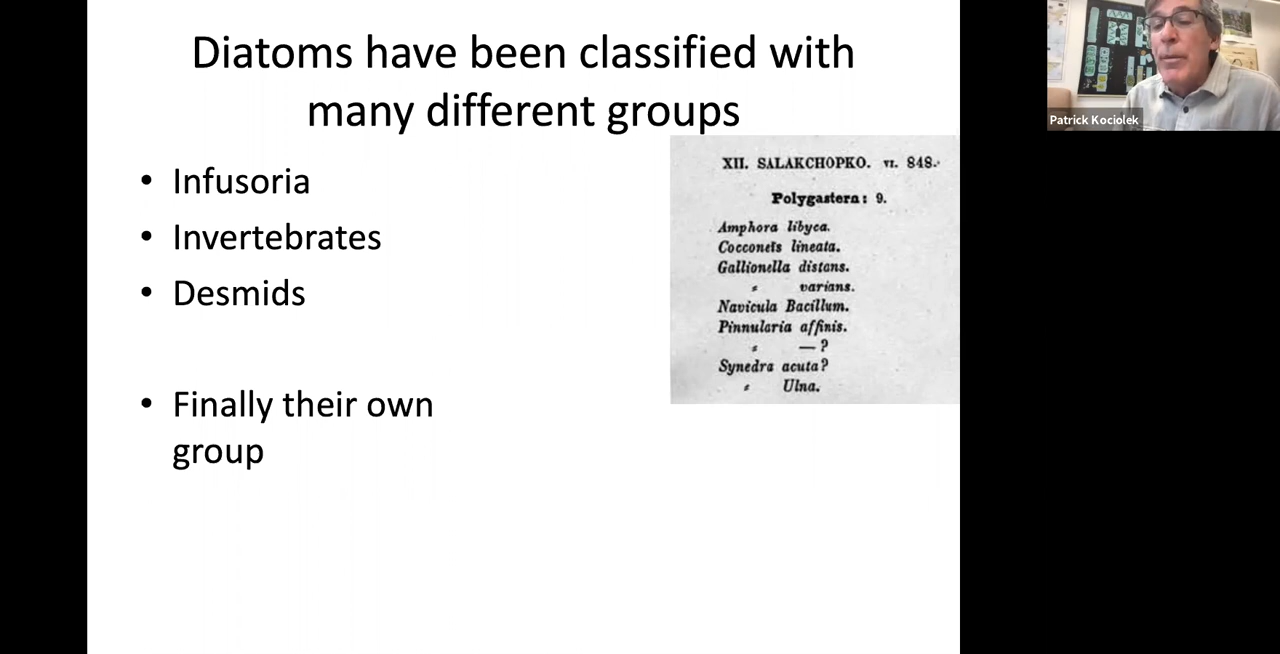 Diatoms have been classified with
many different groups
• Infusoria
• Invertebrates
• Desmids
• Finally their own
group
XII. SALAKCHOPKO. VI. 848.
Polygastera: 9.
Amphora libyca.
Cocconeïs lineata.
Gallionella distans.
⸗ varians.
Navicula Bacillum.
Pinnularia affinis.
⸗ —?
Synedra acuta?
⸗ Ulna.
Patrick Kociolek